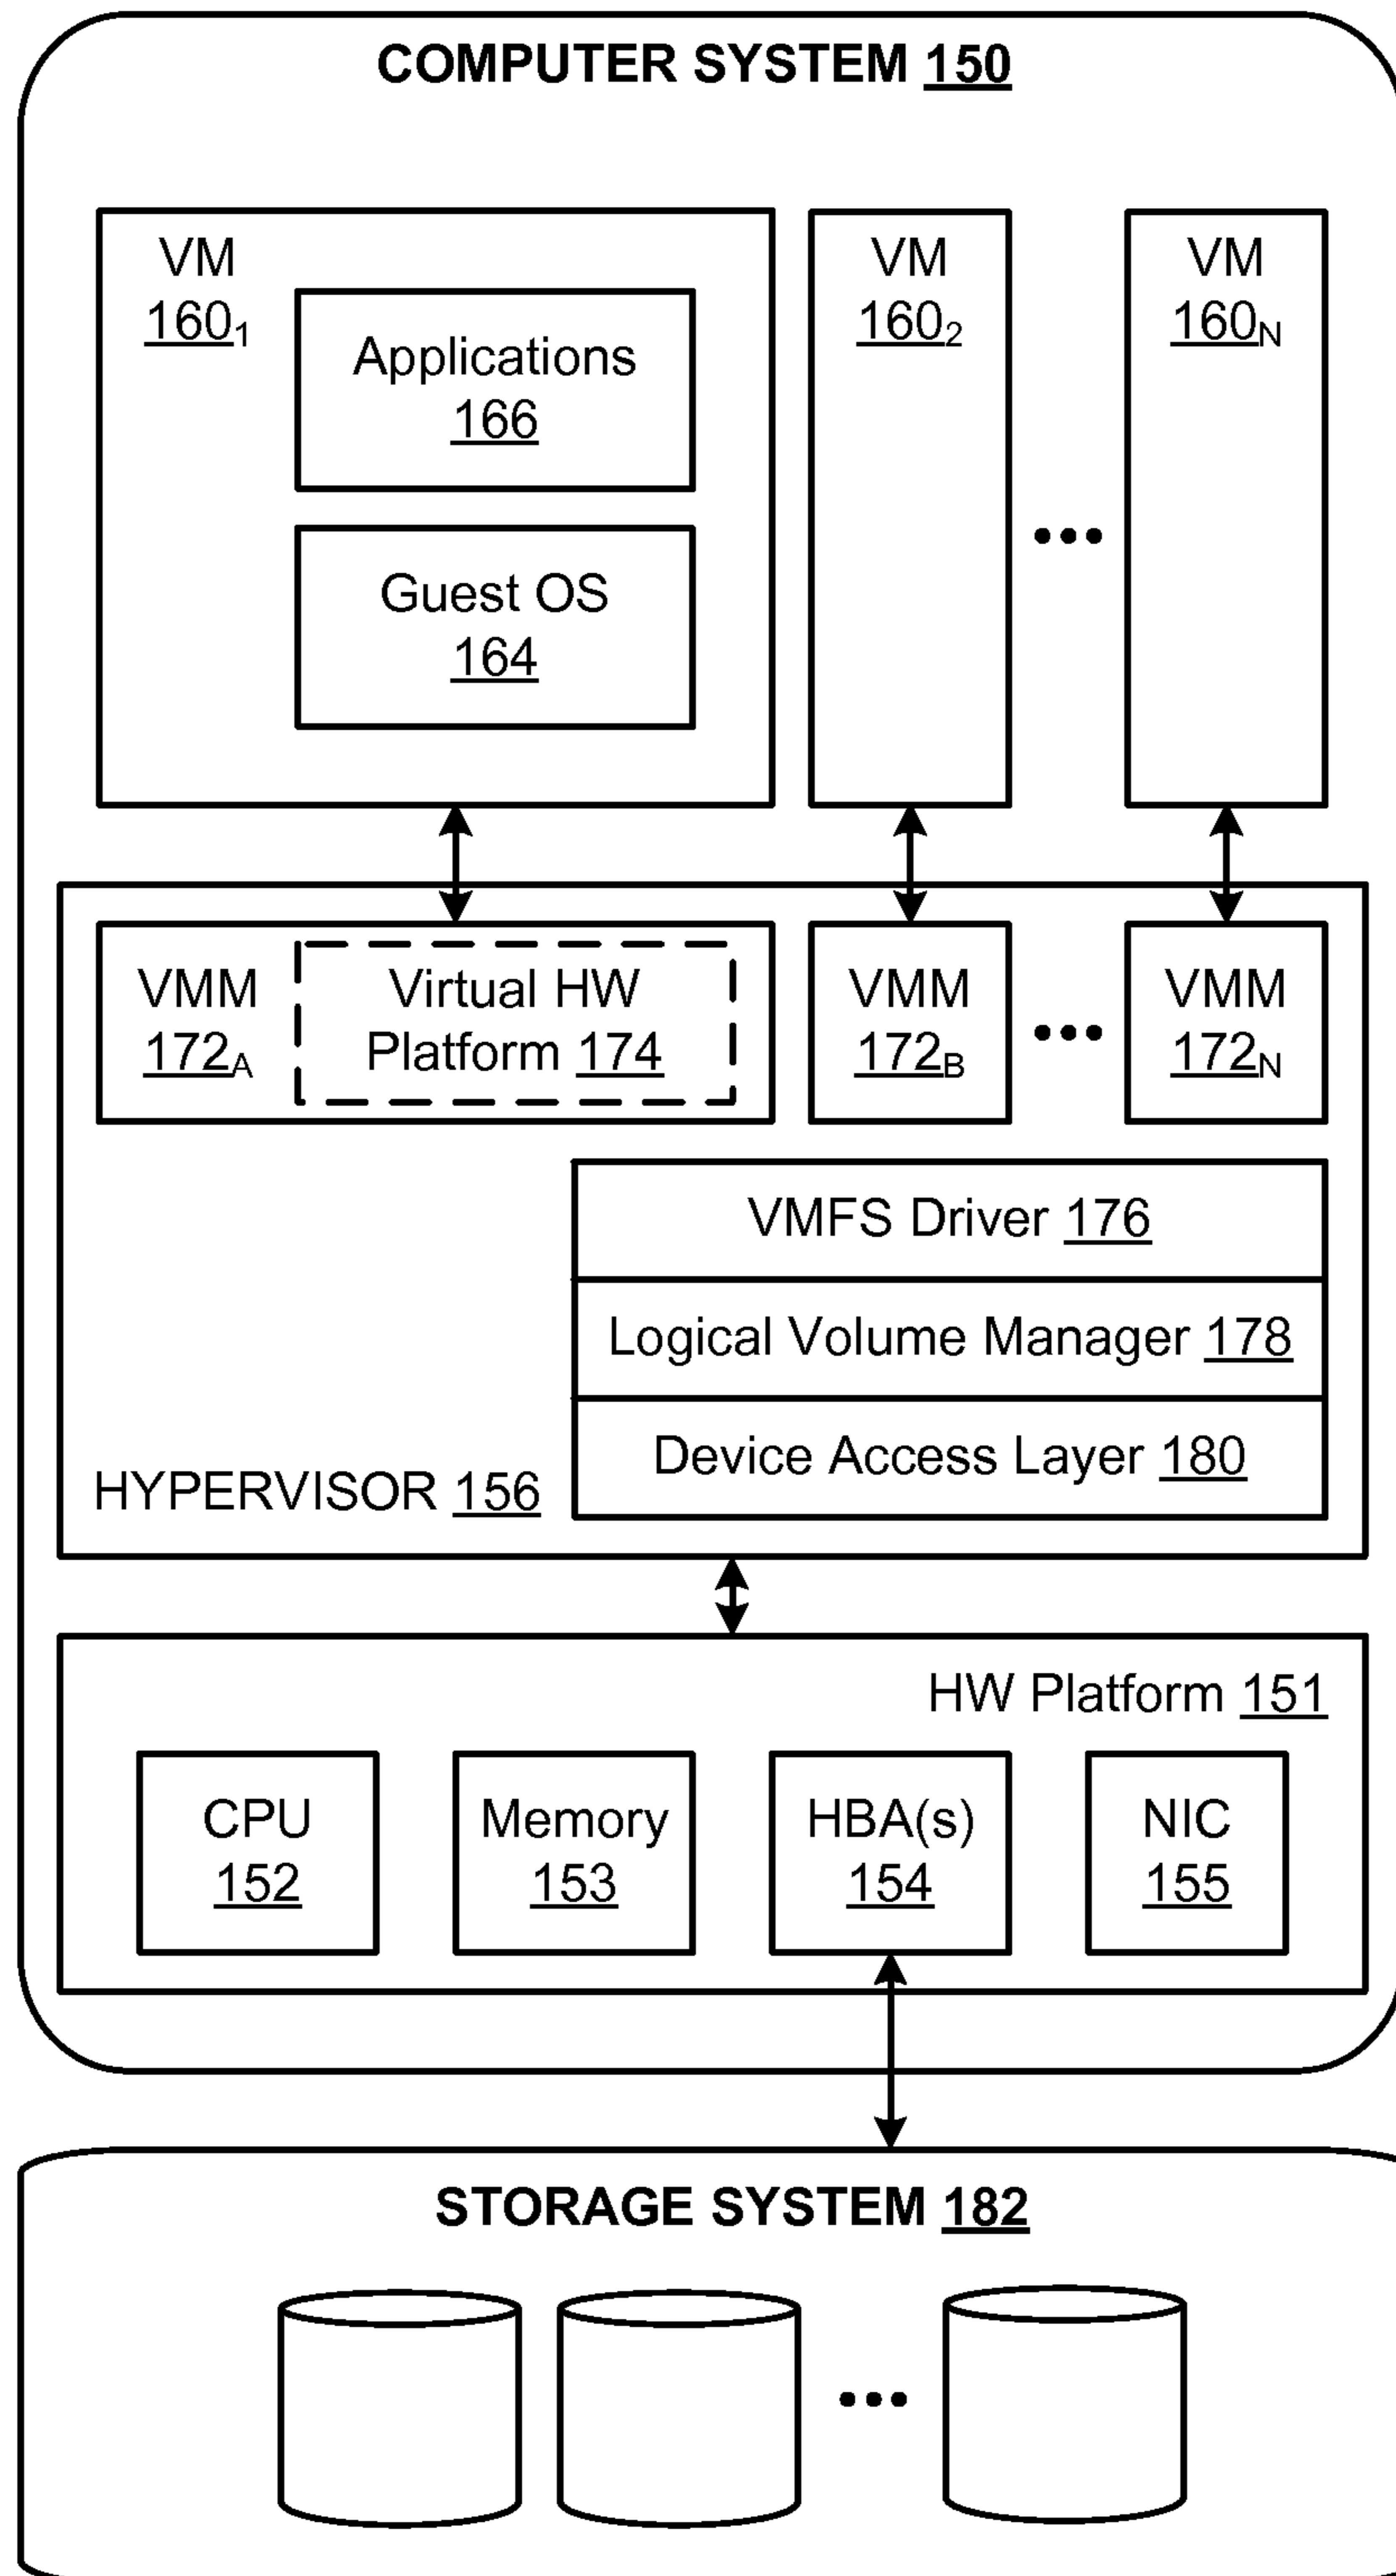 COMPUTER SYSTEM 150
VM
160₁
Applications
166
Guest OS
164
VM
160₂
•••
VM
160N
VMM
172A
Virtual HW
Platform 174
VMM
172B
•••
VMM
172N
VMFS Driver 176
Logical Volume Manager 178
Device Access Layer 180
HYPERVISOR 156
HW Platform 151
CPU
152
Memory
153
HBA(s)
154
NIC
155
STORAGE SYSTEM 182
•••